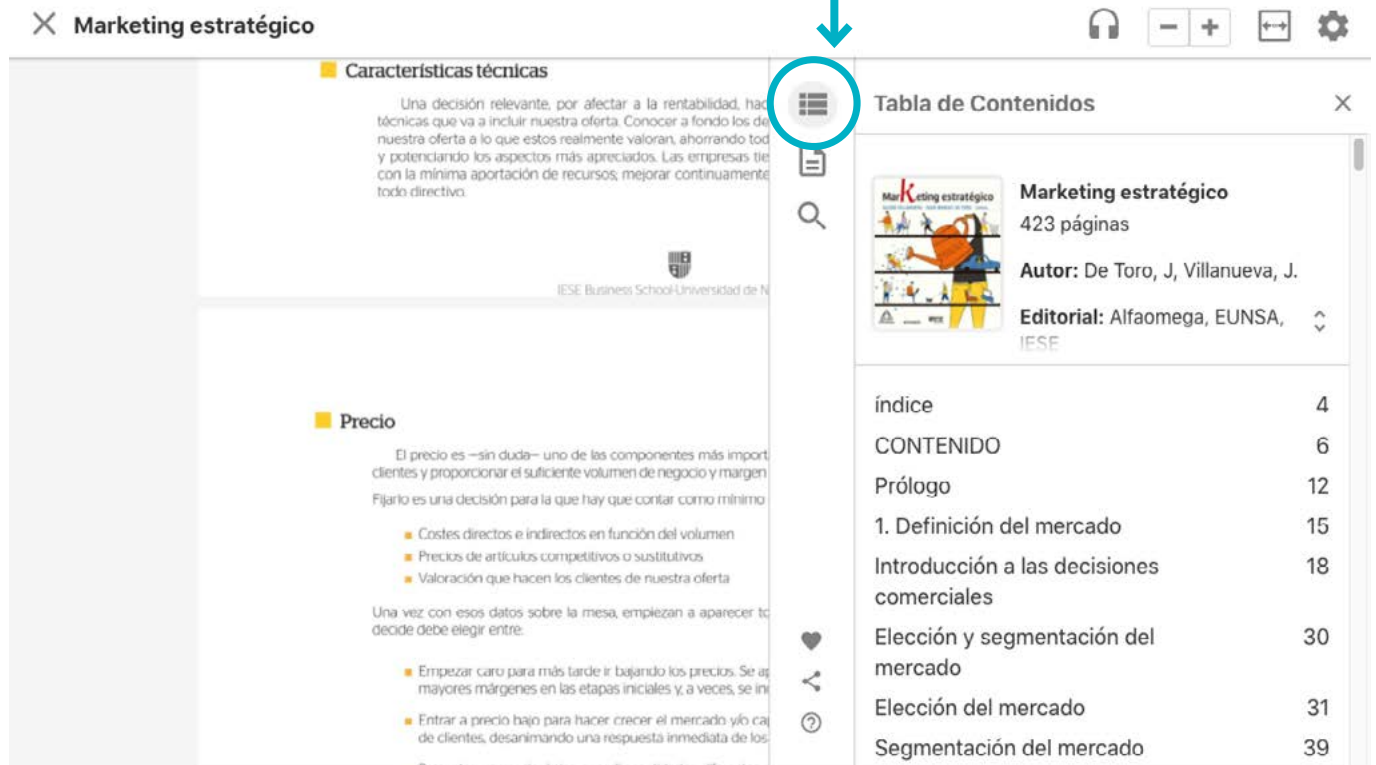 Marketing estratégico
Características técnicas
Una decisión relevante, por afectar a la rentabilidad, hac
técnicas que va a incluir nuestra oferta. Conocer a fondo los de
nuestra oferta a lo que estos realmente valoran, ahorrando tod
y potenciando los aspectos más apreciados. Las empresas tie
con la mínima aportación de recursos; mejorar continuamente
todo directivo.
IESE Business School-Universidad de N
Precio
El precio es —sin duda— uno de las componentes más import
clientes y proporcionar el suficiente volumen de negocio y margen
Fijarlo es una decisión para la que hay que contar como mínimo
Costes directos e indirectos en función del volumen
Precios de artículos competitivos o sustitutivos
Valoración que hacen los clientes de nuestra oferta
Una vez con esos datos sobre la mesa, empiezan a aparecer to
decide debe elegir entre:
Empezar caro para más tarde ir bajando los precios. Se ap
mayores márgenes en las etapas iniciales y, a veces, se in
Entrar a precio bajo para hacer crecer el mercado y/o cap
de clientes, desanimando una respuesta inmediata de los
Tabla de Contenidos
Marketing estratégico
Marketing estratégico
423 páginas
Autor: De Toro, J, Villanueva, J.
Editorial: Alfaomega, EUNSA,
IESE
índice 4
CONTENIDO 6
Prólogo 12
1. Definición del mercado 15
Introducción a las decisiones 18
comerciales
Elección y segmentación del 30
mercado
Elección del mercado 31
Segmentación del mercado 39